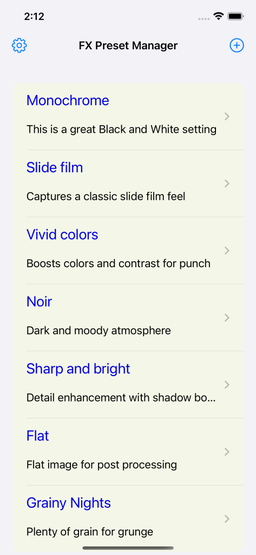 2:12
FX Preset Manager
Monochrome
This is a great Black and White setting
Slide film
Captures a classic slide film feel
Vivid colors
Boosts colors and contrast for punch
Noir
Dark and moody atmosphere
Sharp and bright
Detail enhancement with shadow bo...
Flat
Flat image for post processing
Grainy Nights
Plenty of grain for grunge